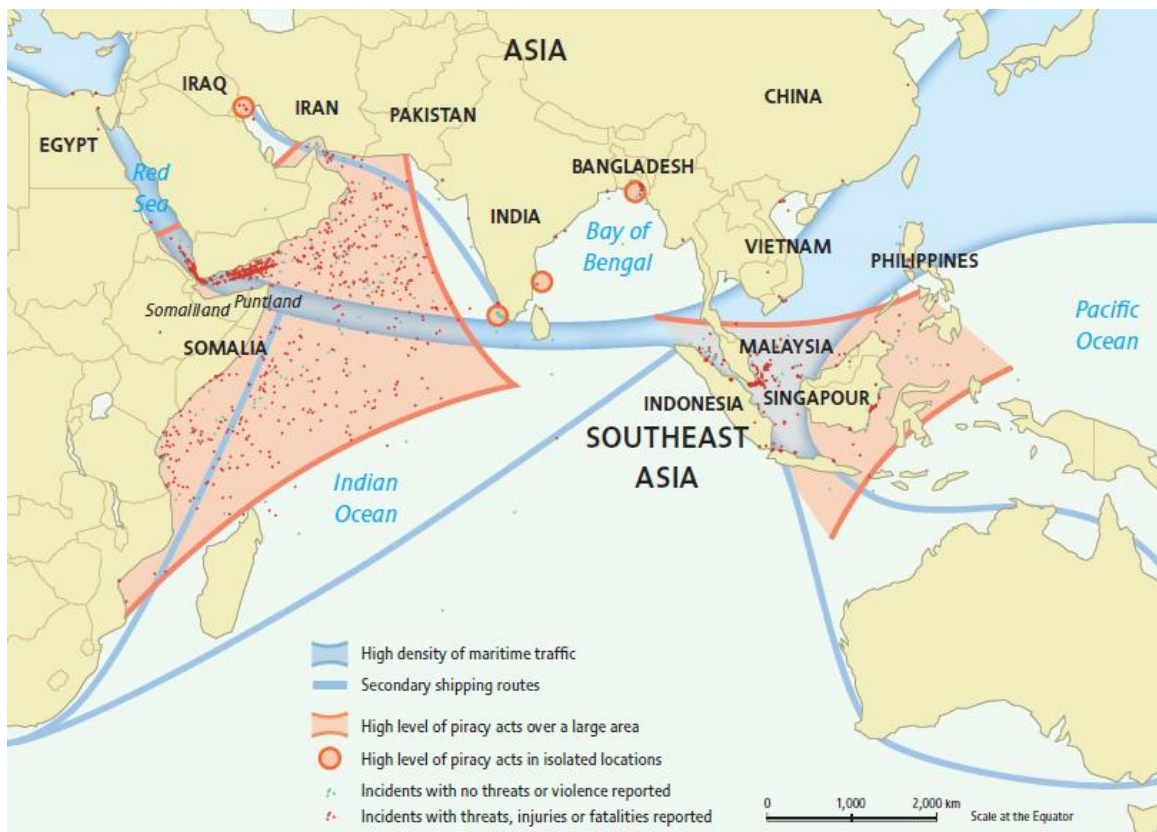 ASIA
IRAQ
IRAN
PAKISTAN
CHINA
EGYPT
BANGLADESH
Red
Sea
INDIA
Bay of
Bengal
VIETNAM
PHILIPPINES
Somaliland
Puntland
SOMALIA
MALAYSIA
Pacific
Ocean
INDONESIA
SINGAPOUR
SOUTHEAST
ASIA
Indian
Ocean
High density of maritime traffic
Secondary shipping routes
High level of piracy acts over a large area
High level of piracy acts in isolated locations
Incidents with no threats or violence reported
Incidents with threats, injuries or fatalities reported
0 1,000 2,000 km
Scale at the Equator